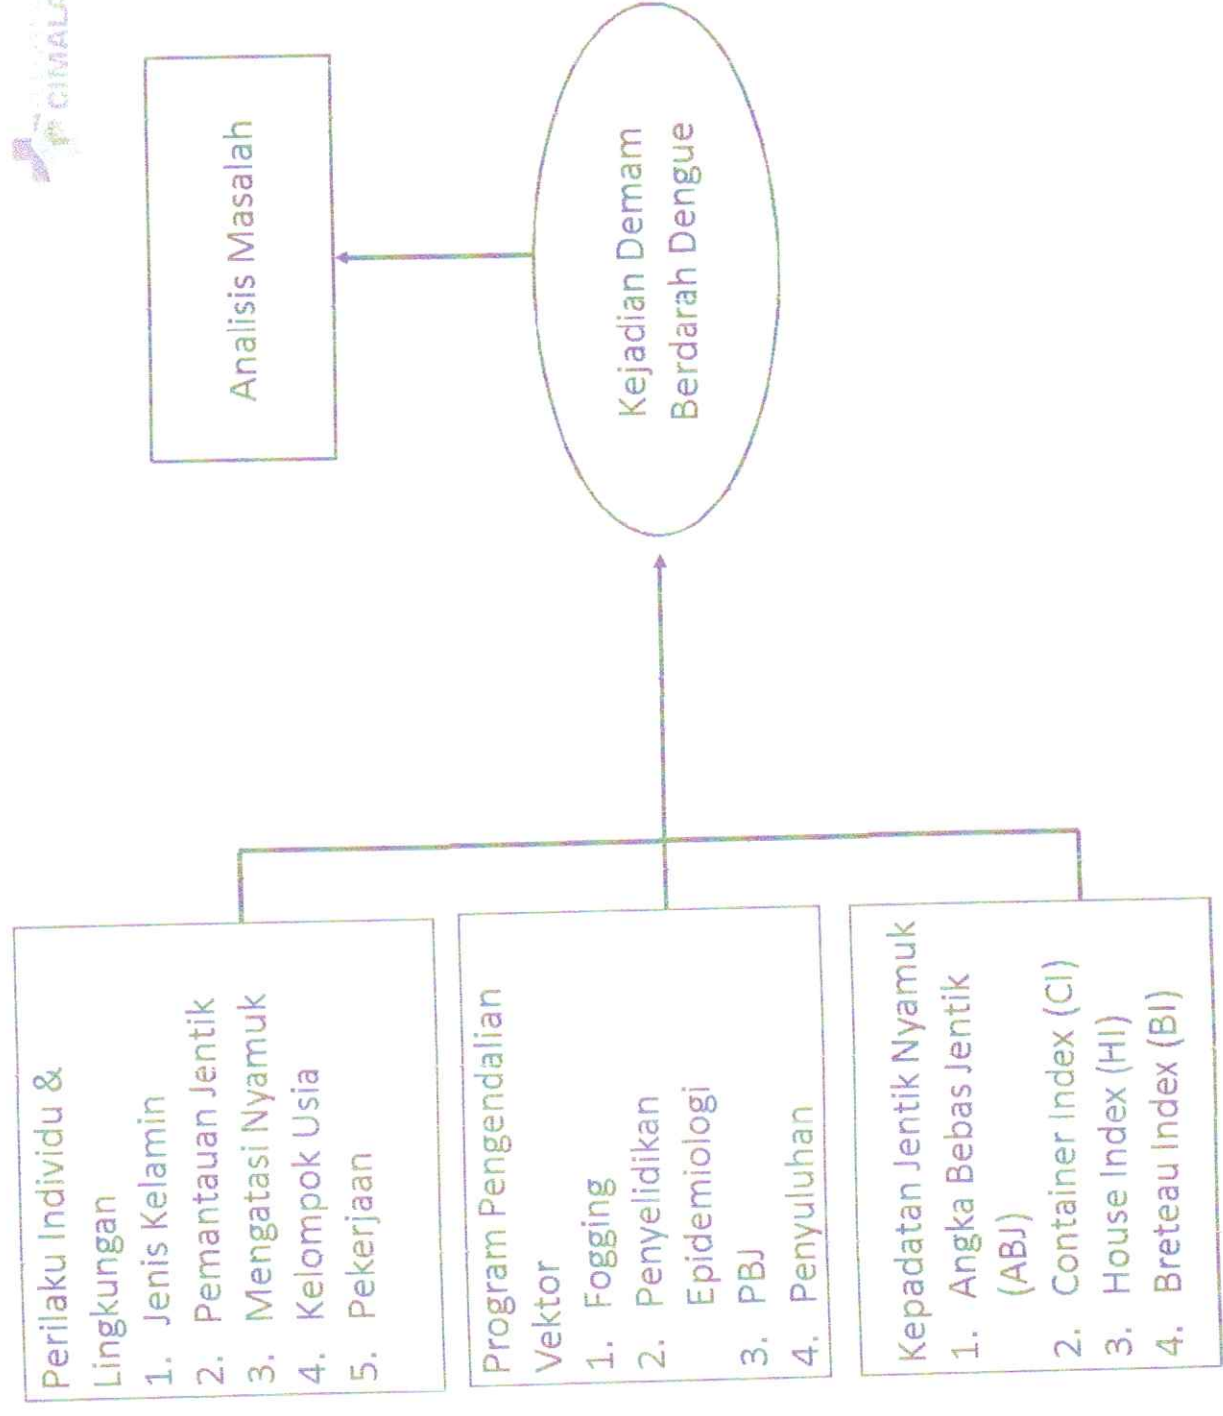 Perilaku Individu &
Lingkungan
1. Jenis Kelamin
2. Pemantauan Jentik
3. Mengatasi Nyamuk
4. Kelompok Usia
5. Pekerjaan
Program Pengendalian
Vektor
1. Fogging
2. Penyelidikan
Epidemiologi
3. PBJ
4. Penyuluhan
Kepadatan Jentik Nyamuk
1. Angka Bebas Jentik
(ABJ)
2. Container Index (CI)
3. House Index (HI)
4. Breteau Index (BI)
Kejadian Demam
Berdarah Dengue
Analisis Masalah